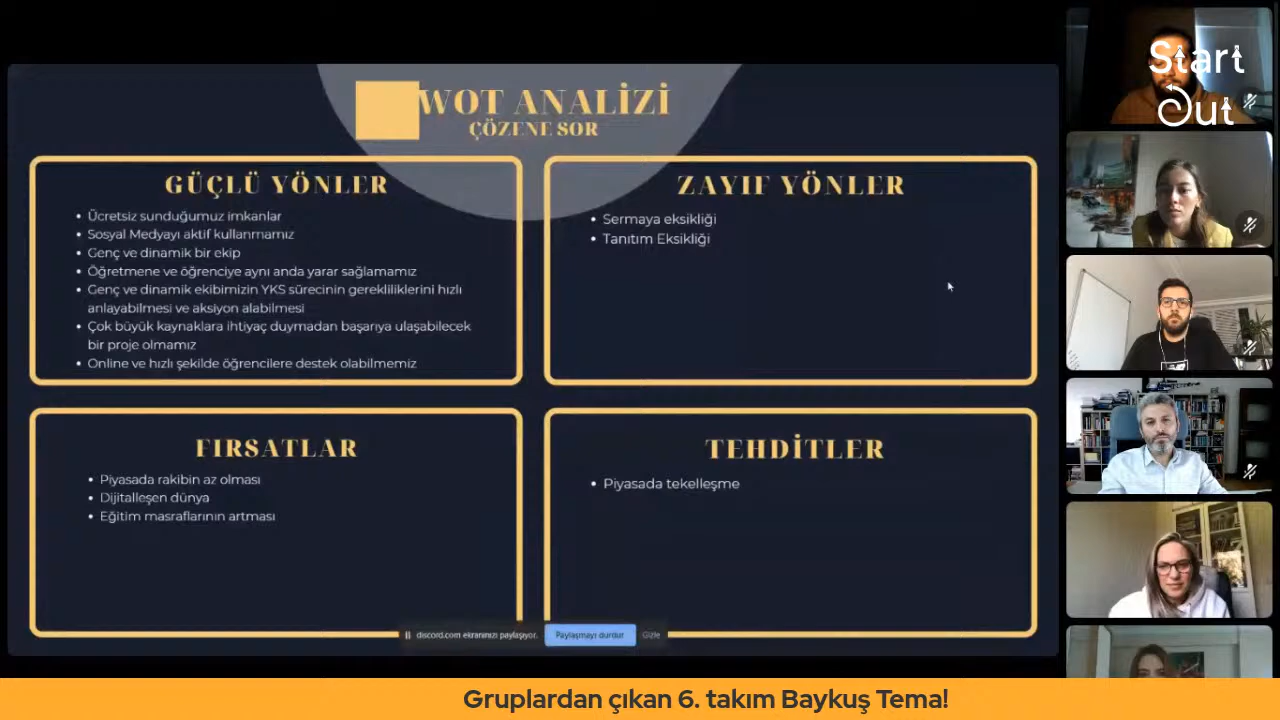 WOT ANALİZİ
ÇÖZENE SOR
GÜÇLÜ YÖNLER
• Ücretsiz sunduğumuz imkanlar
• Sosyal Medyayı aktif kullanmamız
• Genç ve dinamik bir ekip
• Öğretmene ve öğrenciye aynı anda yarar sağlamamız
• Genç ve dinamik ekibimizin YKS sürecinin gerekliliklerini hızlı
anlayabilmesi ve aksiyon alabilmesi
• Çok büyük kaynaklara ihtiyaç duymadan başarıya ulaşabilecek
bir proje olmamız
• Online ve hızlı şekilde öğrencilere destek olabilmemiz
ZAYIF YÖNLER
• Sermaye eksikliği
• Tanıtım Eksikliği
FIRSATLAR
• Piyasada rakibin az olması
• Dijitalleşen dünya
• Eğitim masraflarının artması
TEHDİTLER
• Piyasada tekelleşme
discord.com ekranınızı paylaşıyor. Paylaşmayı durdur Gizle
Start
Out
Gruplardan çıkan 6. takım Baykuş Tema!